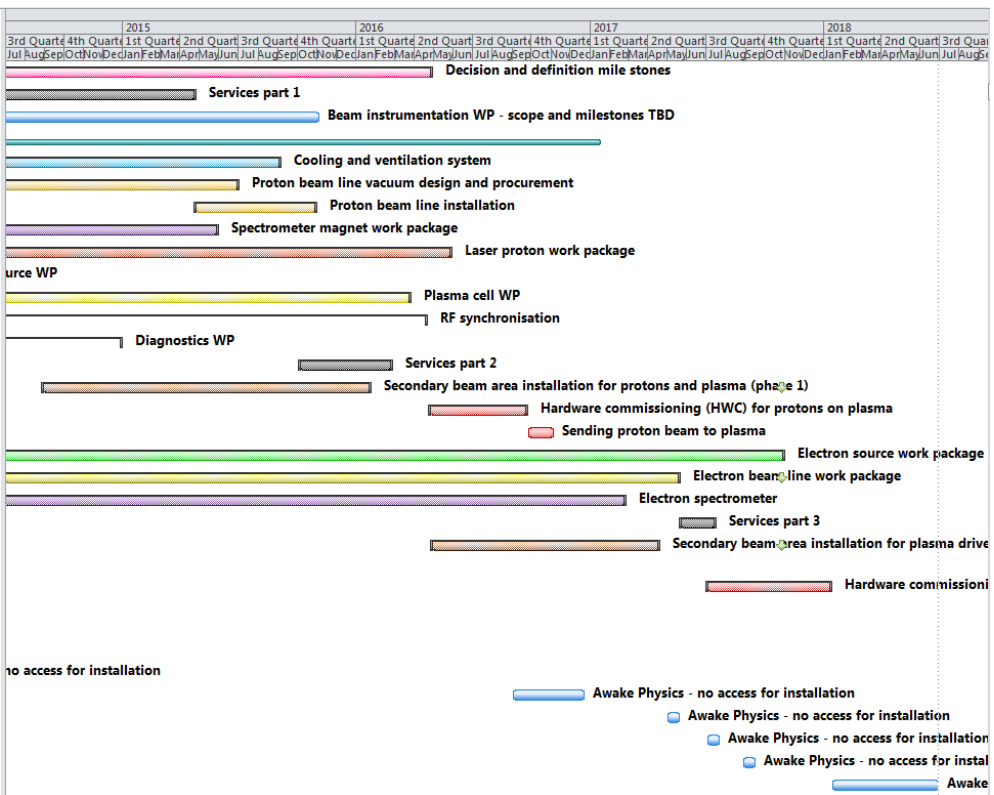 2015 2016 2017 2018
3rd Quarte 4th Quarte 1st Quarte 2nd Quart 3rd Quarte 4th Quarte 1st Quarte 2nd Quart 3rd Quarte 4th Quarte 1st Quarte 2nd Quart 3rd Quarte 4th Quarte 1st Quarte 2nd Quart 3rd Qua
Jul Aug Sep Oct Nov Dec Jan Feb Mar Apr May Jun Jul Aug Sep Oct Nov Dec Jan Feb Mar Apr May Jun Jul Aug Sep Oct Nov Dec Jan Feb Mar Apr May Jun Jul Aug Sep Oct Nov Dec Jan Feb Mar Apr May Jun Jul Aug Se
Decision and definition mile stones
Services part 1
Beam instrumentation WP - scope and milestones TBD
Cooling and ventilation system
Proton beam line vacuum design and procurement
Proton beam line installation
Spectrometer magnet work package
Laser proton work package
urce WP
Plasma cell WP
RF synchronisation
Diagnostics WP
Services part 2
Secondary beam area installation for protons and plasma (phase 1)
Hardware commissioning (HWC) for protons on plasma
Sending proton beam to plasma
Electron source work package
Electron beam line work package
Electron spectrometer
Services part 3
Secondary beam area installation for plasma drive
Hardware commissioni
no access for installation
Awake Physics - no access for installation
Awake Physics - no access for installation
Awake Physics - no access for installation
Awake Physics - no access for instal
Awake